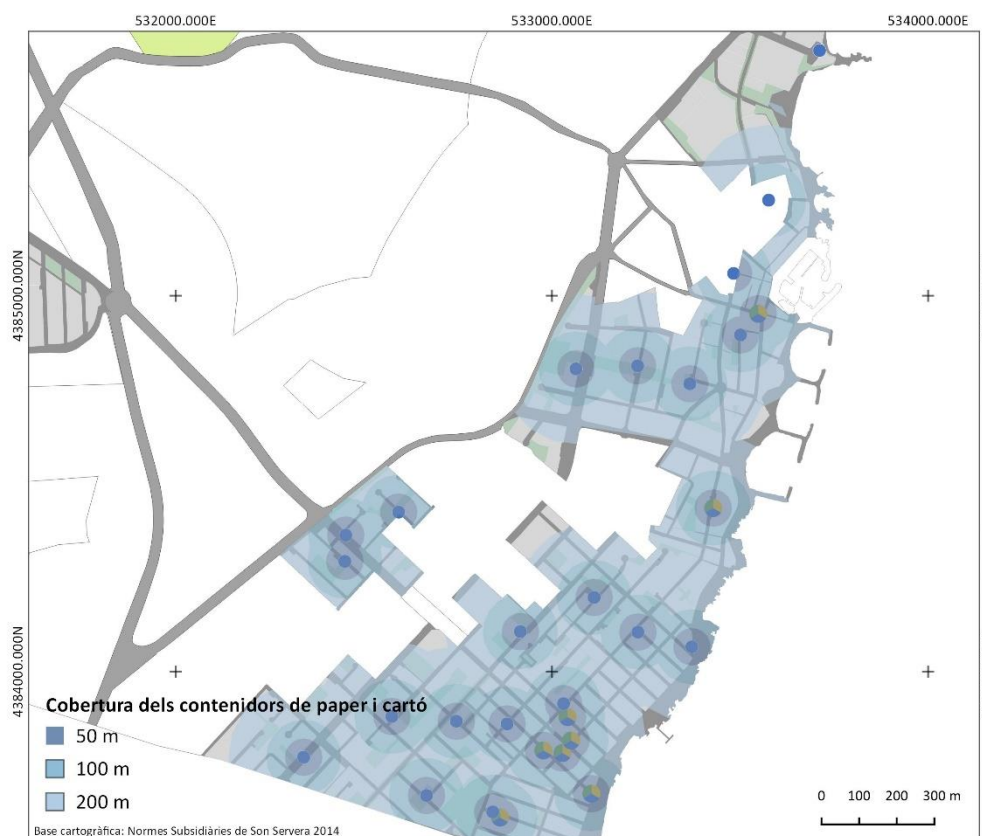 532000.000E
533000.000E
534000.000E
4385000.000N
4384000.000N
Cobertura dels contenidors de paper i cartó
50 m
100 m
200 m
0 100 200 300 m
Base cartogràfica: Normes Subsidiàries de Son Servera 2014